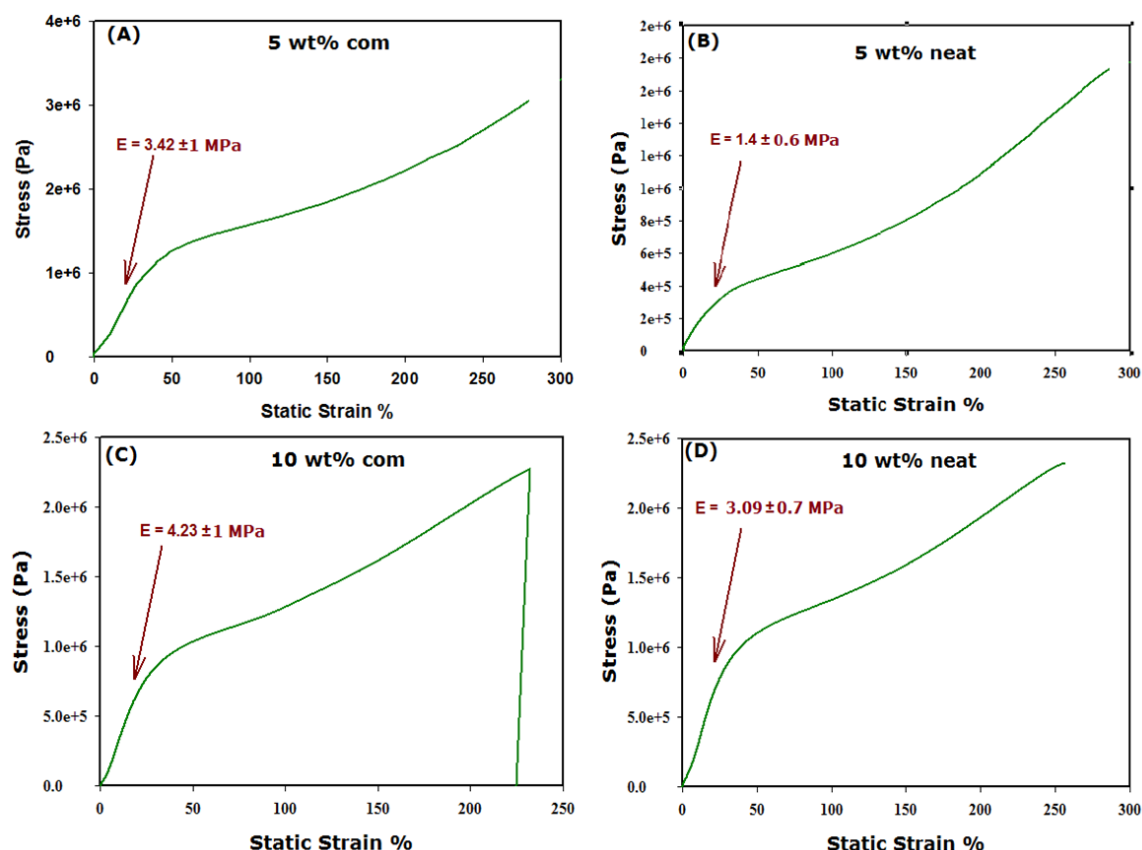 (A)
5 wt% com
E = 3.42 ±1 MPa
Stress (Pa)
4e+6
3e+6
2e+6
1e+6
0
0 50 100 150 200 250 300
Static Strain %
(B)
5 wt% neat
E = 1.4 ± 0.6 MPa
Stress (Pa)
2e+6
2e+6
2e+6
1e+6
1e+6
1e+6
8e+5
6e+5
4e+5
2e+5
0
0 50 100 150 200 250 300
Static Strain %
(C)
10 wt% com
E = 4.23 ±1 MPa
Stress (Pa)
2.5e+6
2.0e+6
1.5e+6
1.0e+6
5.0e+5
0.0
0 50 100 150 200 250
Static Strain %
(D)
10 wt% neat
E = 3.09 ±0.7 MPa
Stress (Pa)
2.5e+6
2.0e+6
1.5e+6
1.0e+6
5.0e+5
0.0
0 50 100 150 200 250 300
Static Strain %